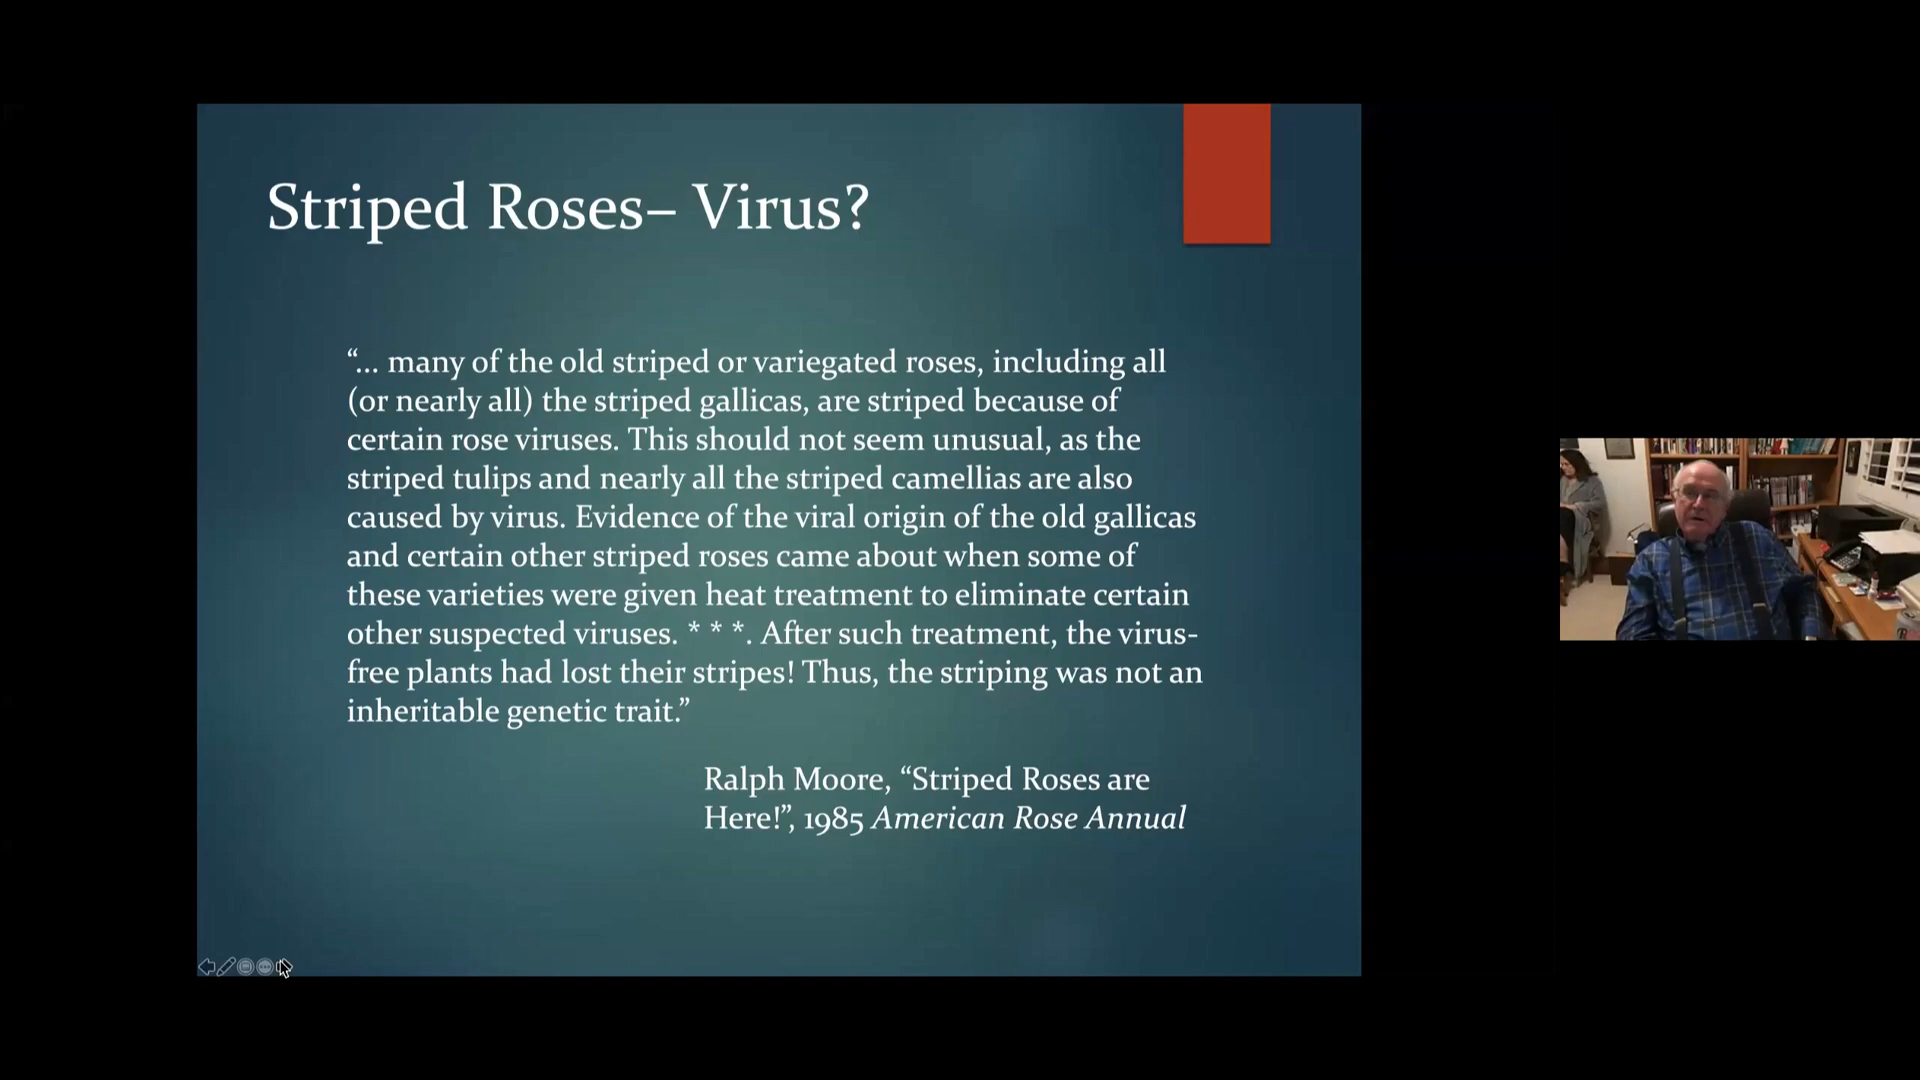 Striped Roses– Virus?
“... many of the old striped or variegated roses, including all
(or nearly all) the striped gallicas, are striped because of
certain rose viruses. This should not seem unusual, as the
striped tulips and nearly all the striped camellias are also
caused by virus. Evidence of the viral origin of the old gallicas
and certain other striped roses came about when some of
these varieties were given heat treatment to eliminate certain
other suspected viruses. * * *. After such treatment, the virus-
free plants had lost their stripes! Thus, the striping was not an
inheritable genetic trait.”
Ralph Moore, “Striped Roses are
Here!”, 1985 American Rose Annual